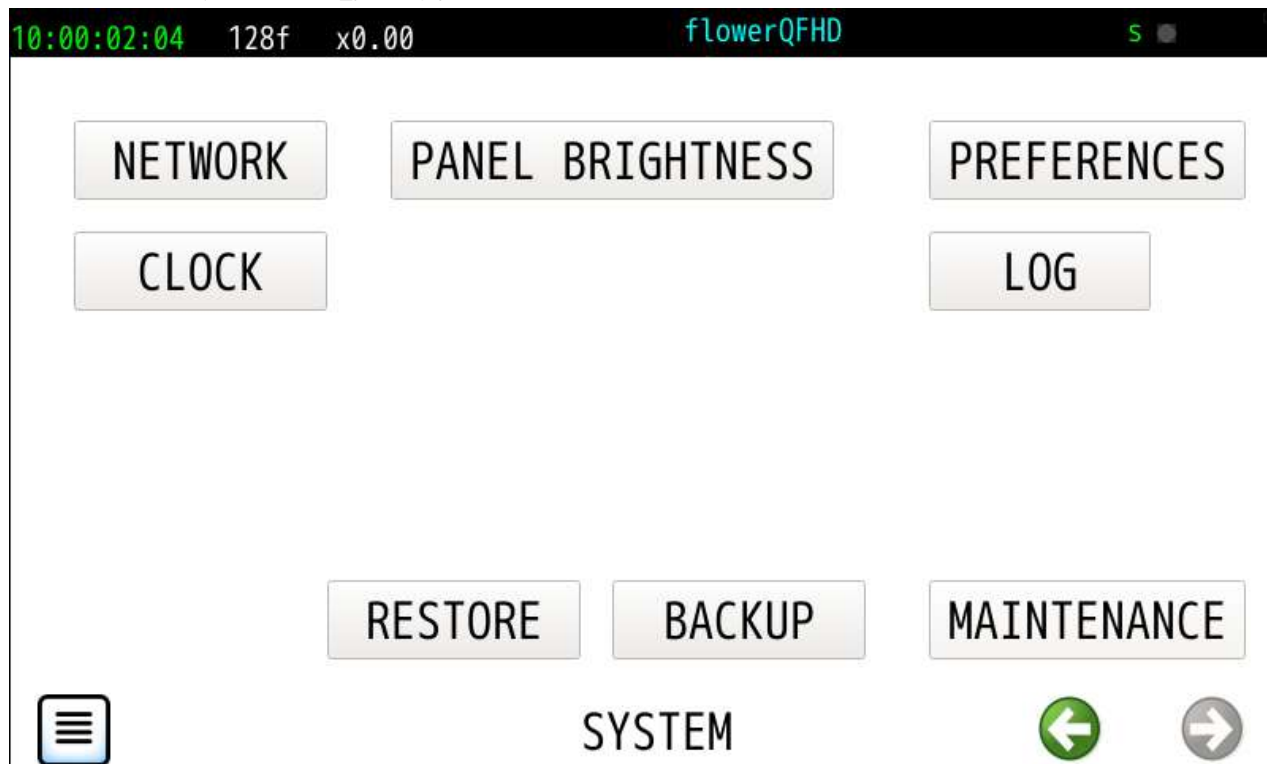 10:00:02:04 128f x0.00 flowerQFHD S
NETWORK PANEL BRIGHTNESS PREFERENCES
CLOCK LOG
RESTORE BACKUP MAINTENANCE
SYSTEM